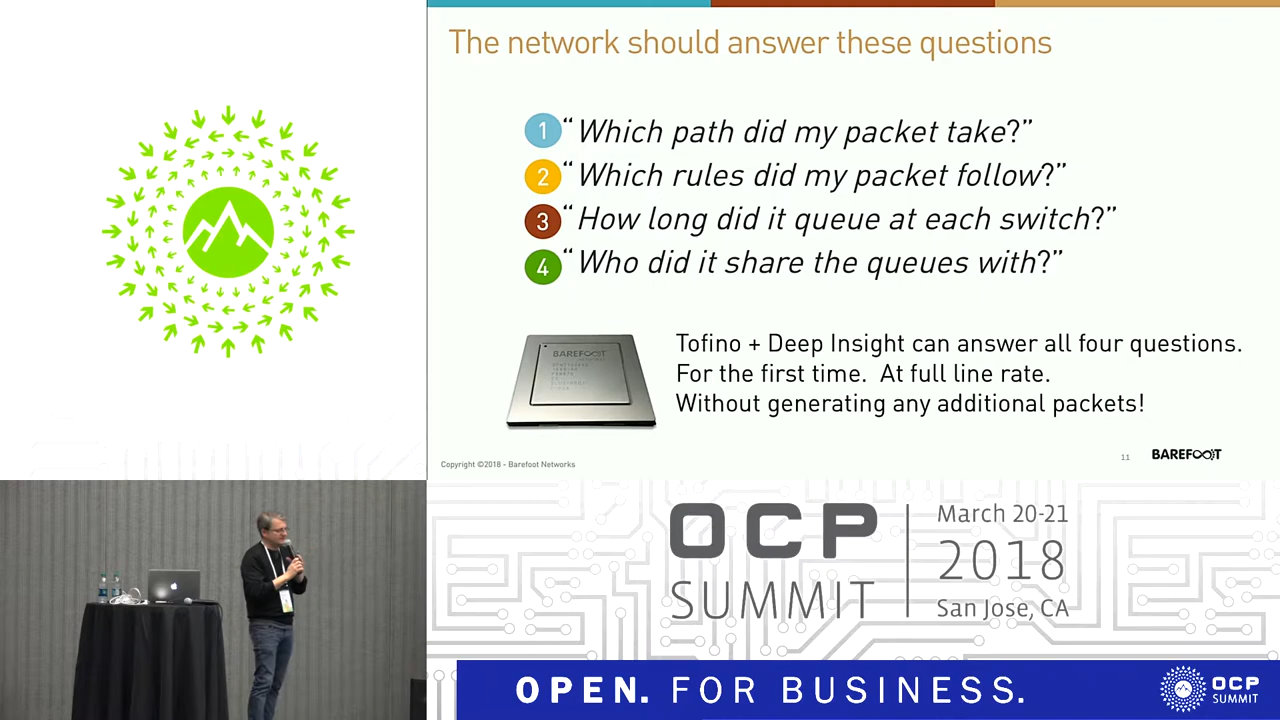 The network should answer these questions
1 “Which path did my packet take?”
2 “Which rules did my packet follow?”
3 “How long did it queue at each switch?”
4 “Who did it share the queues with?”
BAREFOOT
Tofino + Deep Insight can answer all four questions.
For the first time. At full line rate.
Without generating any additional packets!
Copyright ©2018 - Barefoot Networks
11
BAREFOOT
OCP
SUMMIT
March 20-21
2018
San Jose, CA
OPEN. FOR BUSINESS.
OCP
SUMMIT